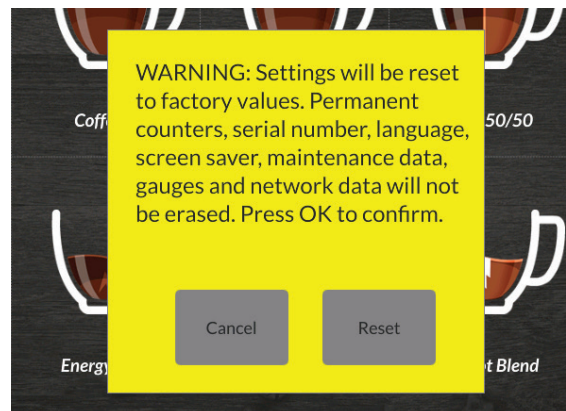 WARNING: Settings will be reset
to factory values. Permanent
counters, serial number, language,
screen saver, maintenance data,
gauges and network data will not
be erased. Press OK to confirm.
50/50
Cancel
Reset
Energy
Blend